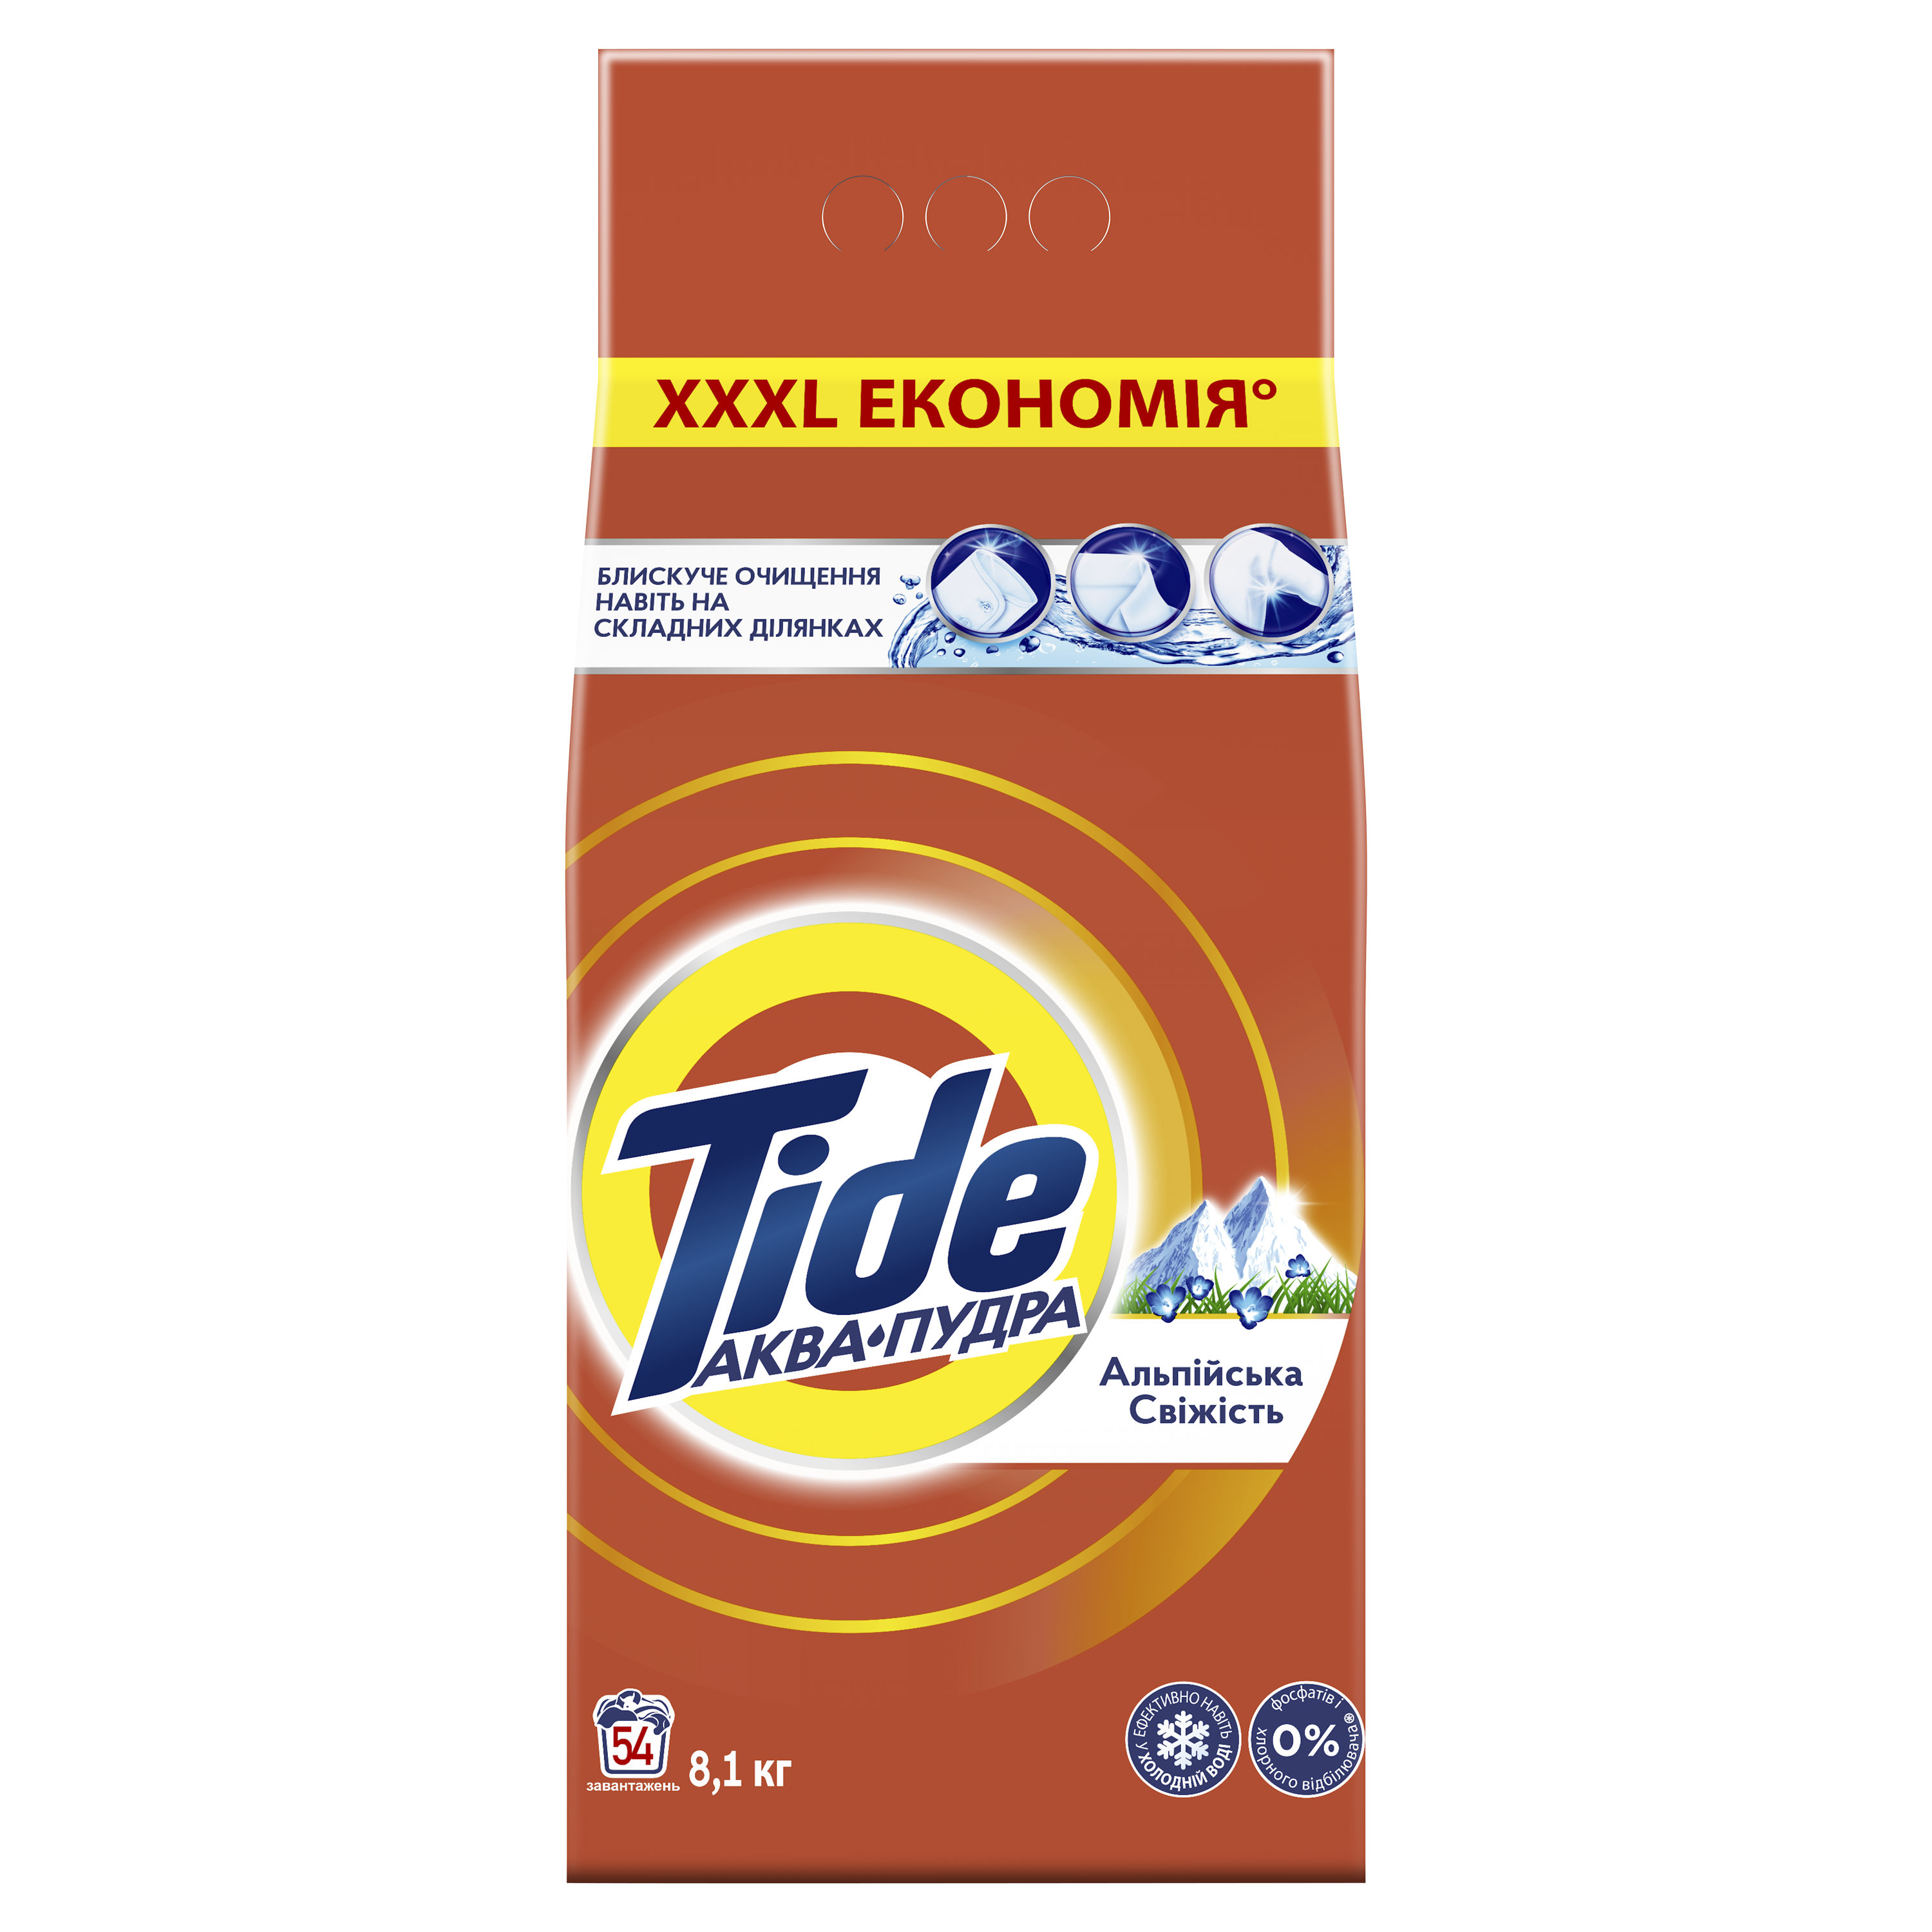 XXXL ЕКОНОМІЯ°
БЛИСКУЧЕ ОЧИЩЕННЯ
НАВІТЬ НА
СКЛАДНИХ ДІЛЯНКАХ
Tide
АКВА•ПУДРА
Альпійська
Свіжість
54
завантажень
8,1 кг
ЕФЕКТИВНО НАВІТЬ
У ХОЛОДНІЙ ВОДІ
0%
фосфатів і
хлорного відбілювача®